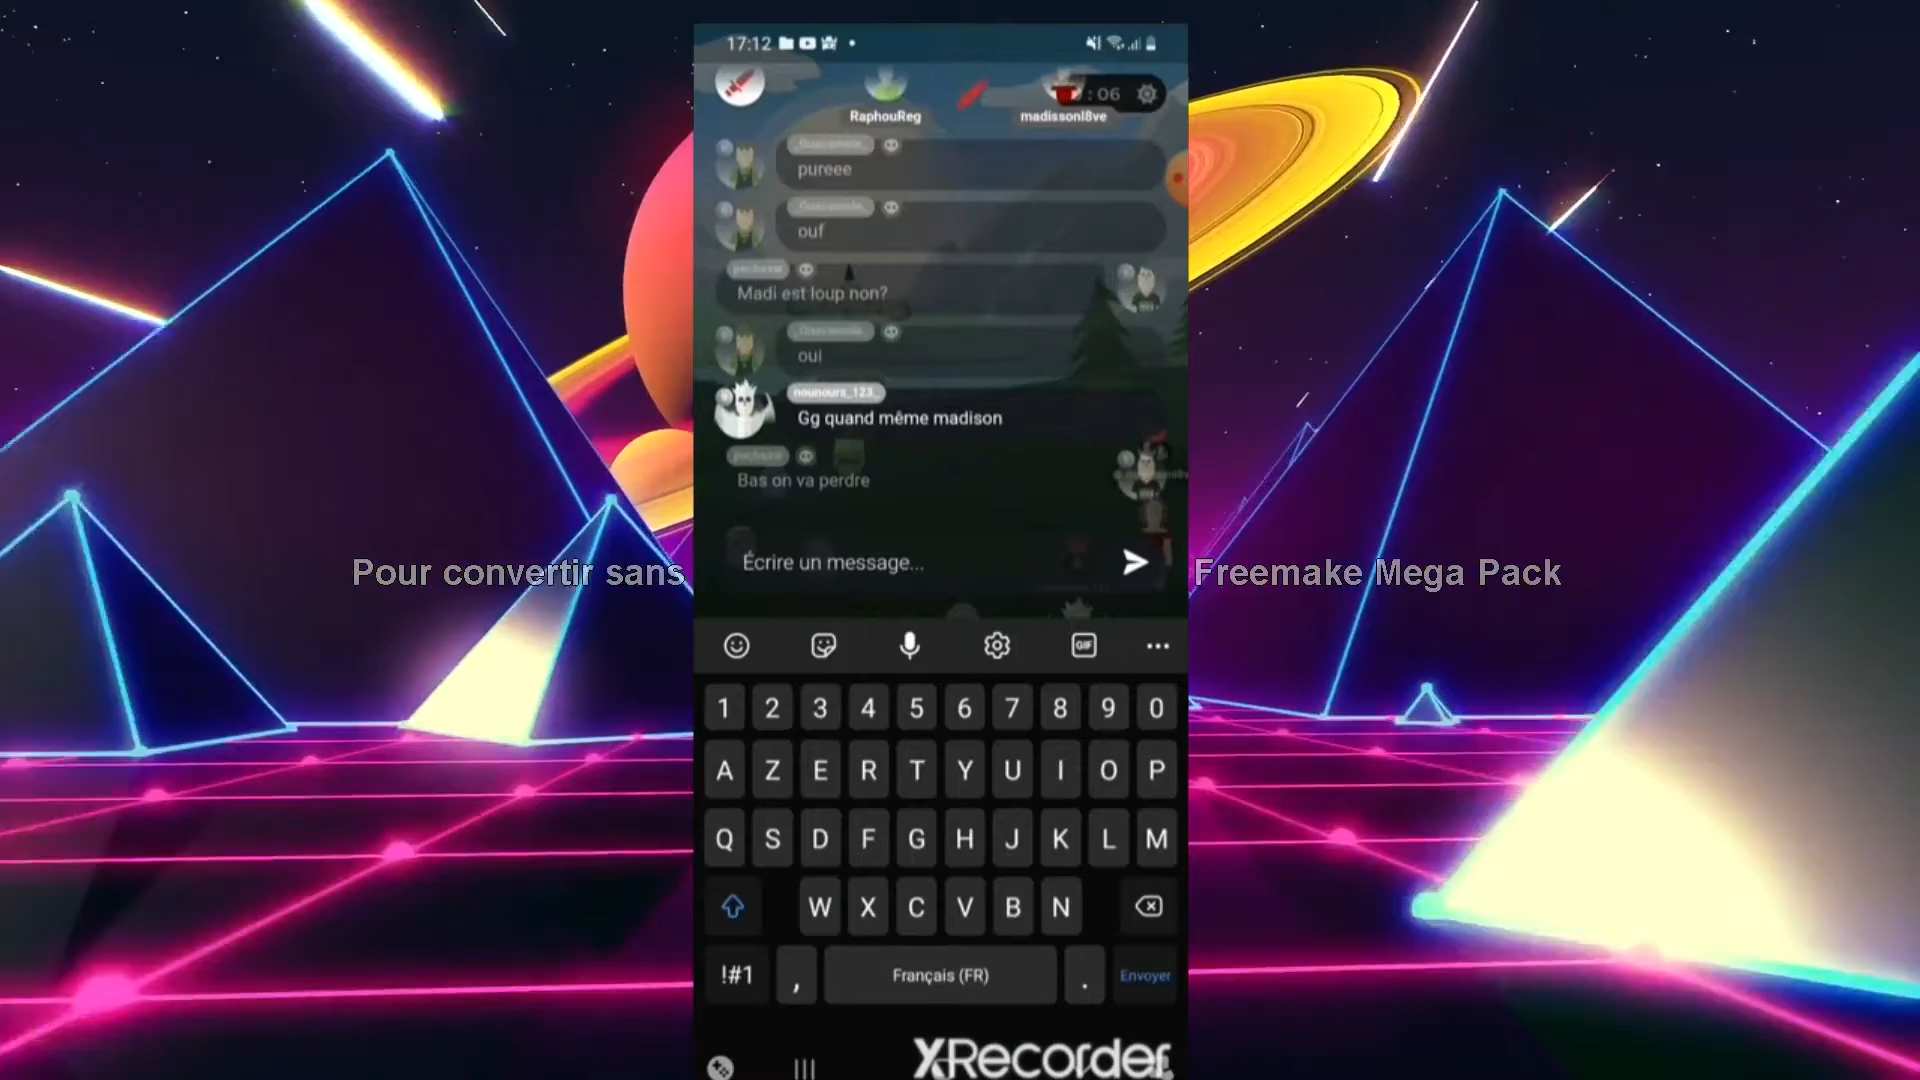 17:12
: 06
RaphouReg
madissonl8ve
pureee
ouf
Madi est loup non?
oui
nounours_123_
Gg quand même madison
Bas on va perdre
Écrire un message...
Pour convertir sans
Freemake Mega Pack
GIF
1 2 3 4 5 6 7 8 9 0
A Z E R T Y U I O P
Q S D F G H J K L M
W X C V B N
!#1 , Français (FR) . Envoyer
XRecorder